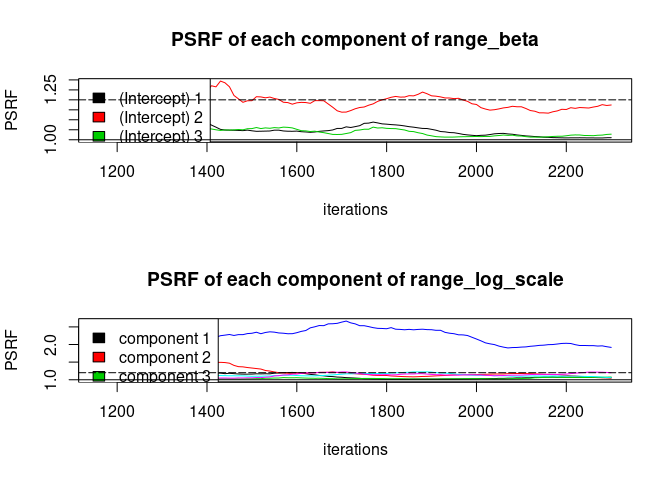 PSRF of each component of range_beta
PSRF
1.25
1.00
(Intercept) 1
(Intercept) 2
(Intercept) 3
1200 1400 1600 1800 2000 2200
iterations
PSRF of each component of range_log_scale
PSRF
2.0
1.0
component 1
component 2
component 3
1200 1400 1600 1800 2000 2200
iterations